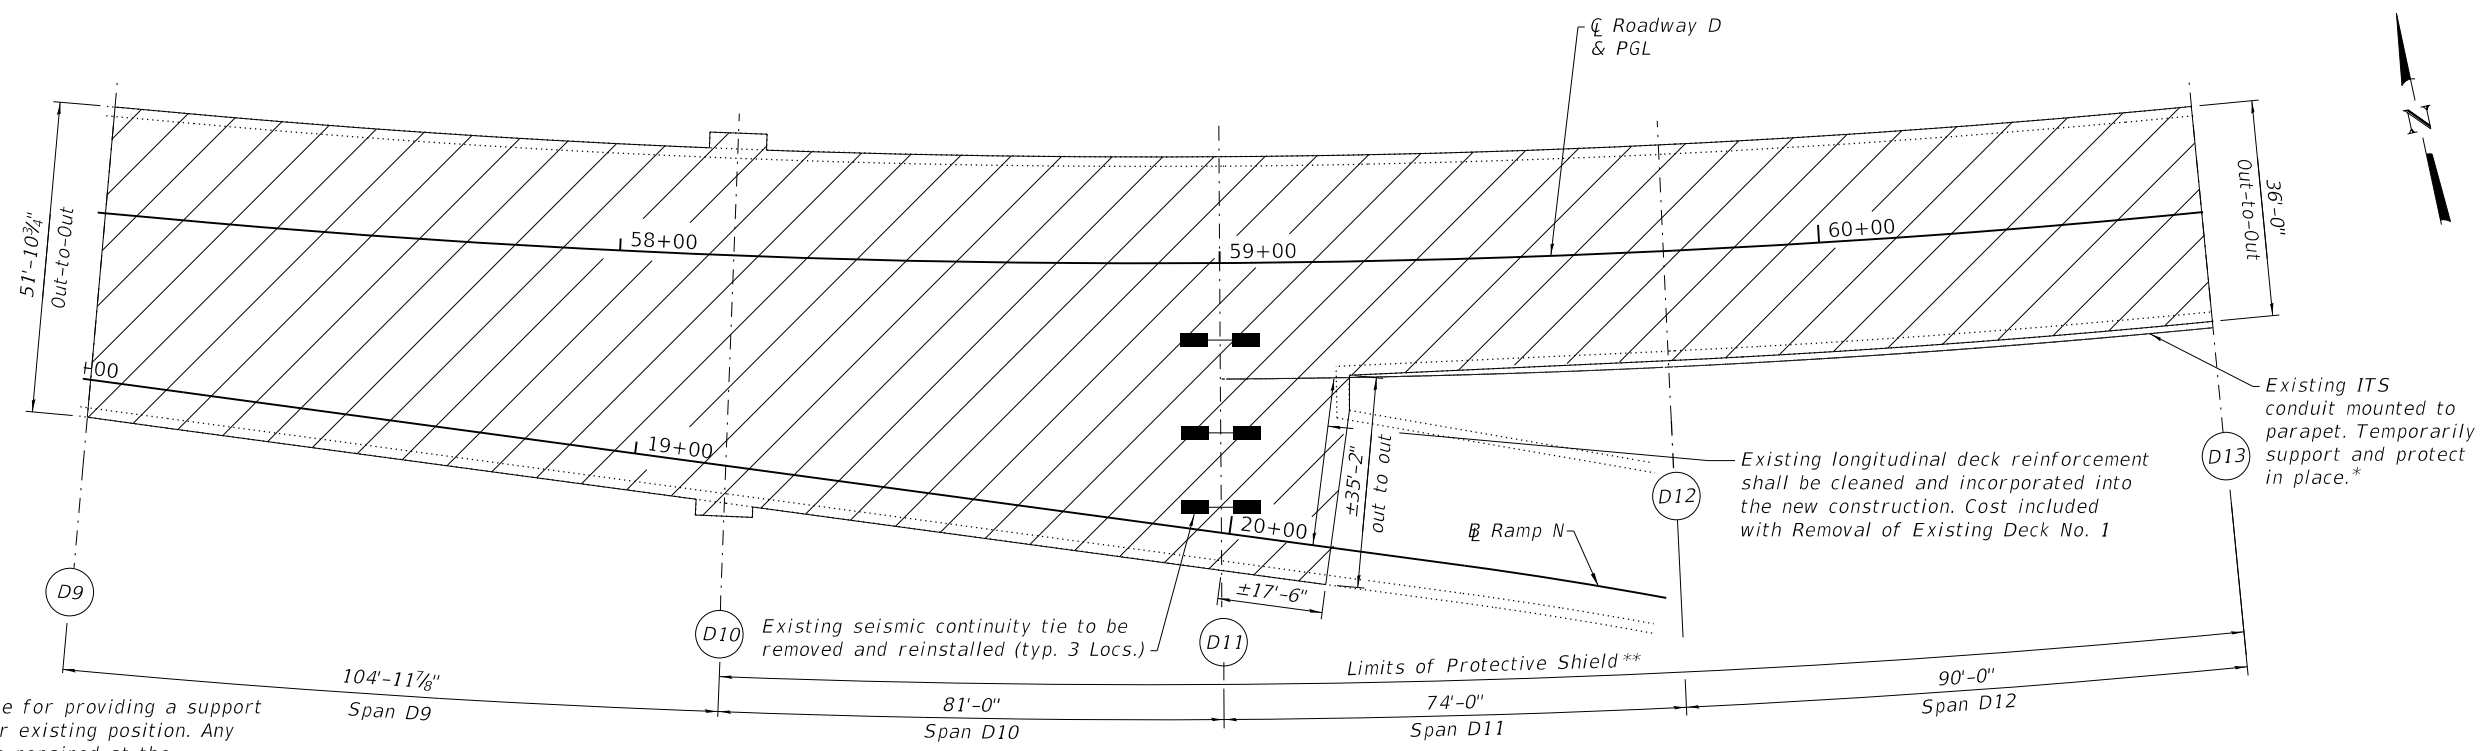 ℄ Roadway D
& PGL
N
51'-10¾"
Out-to-Out
36'-0"
Out-to-Out
58+00
59+00
60+00
+00
19+00
20+00
Existing ITS
conduit mounted to
parapet. Temporarily
support and protect
in place.*
Existing longitudinal deck reinforcement
shall be cleaned and incorporated into
the new construction. Cost included
with Removal of Existing Deck No. 1
±35'-2"
out to out
±17'-6"
BL Ramp N
D9
D10
D11
D12
D13
Existing seismic continuity tie to be
removed and reinstalled (typ. 3 Locs.)
Limits of Protective Shield**
104'-11⅞"
Span D9
81'-0"
Span D10
74'-0"
Span D11
90'-0"
Span D12
e for providing a support
r existing position. Any